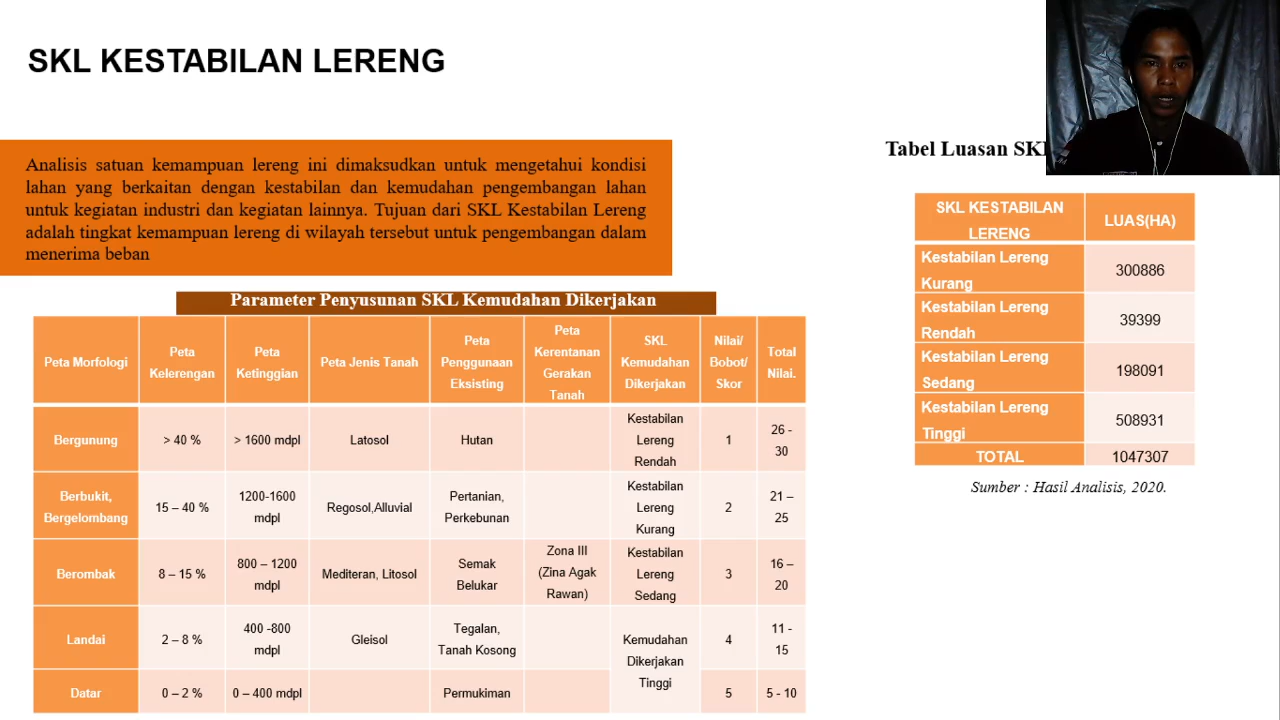 SKL KESTABILAN LERENG
Analisis satuan kemampuan lereng ini dimaksudkan untuk mengetahui kondisi
lahan yang berkaitan dengan kestabilan dan kemudahan pengembangan lahan
untuk kegiatan industri dan kegiatan lainnya. Tujuan dari SKL Kestabilan Lereng
adalah tingkat kemampuan lereng di wilayah tersebut untuk pengembangan dalam
menerima beban
Parameter Penyusunan SKL Kemudahan Dikerjakan
Peta Morfologi
Peta
Kelerengan
Peta
Ketinggian
Peta Jenis Tanah
Peta
Penggunaan
Eksisting
Peta
Kerentanan
Gerakan
Tanah
SKL
Kemudahan
Dikerjakan
Nilai/
Bobot/
Skor
Total
Nilai.
Bergunung
> 40 %
> 1600 mdpl
Latosol
Hutan
Kestabilan
Lereng
Rendah
1
26 -
30
Berbukit,
Bergelombang
15 – 40 %
1200-1600
mdpl
Regosol,Alluvial
Pertanian,
Perkebunan
Kestabilan
Lereng
Kurang
2
21 –
25
Berombak
8 – 15 %
800 – 1200
mdpl
Mediteran, Litosol
Semak
Belukar
Zona III
(Zina Agak
Rawan)
Kestabilan
Lereng
Sedang
3
16 –
20
Landai
2 – 8 %
400 -800
mdpl
Gleisol
Tegalan,
Tanah Kosong
Kemudahan
Dikerjakan
Tinggi
4
11 -
15
Datar
0 – 2 %
0 – 400 mdpl
Permukiman
5
5 - 10
Tabel Luasan SKL
SKL KESTABILAN
LERENG
LUAS(HA)
Kestabilan Lereng
Kurang
300886
Kestabilan Lereng
Rendah
39399
Kestabilan Lereng
Sedang
198091
Kestabilan Lereng
Tinggi
508931
TOTAL
1047307
Sumber : Hasil Analisis, 2020.